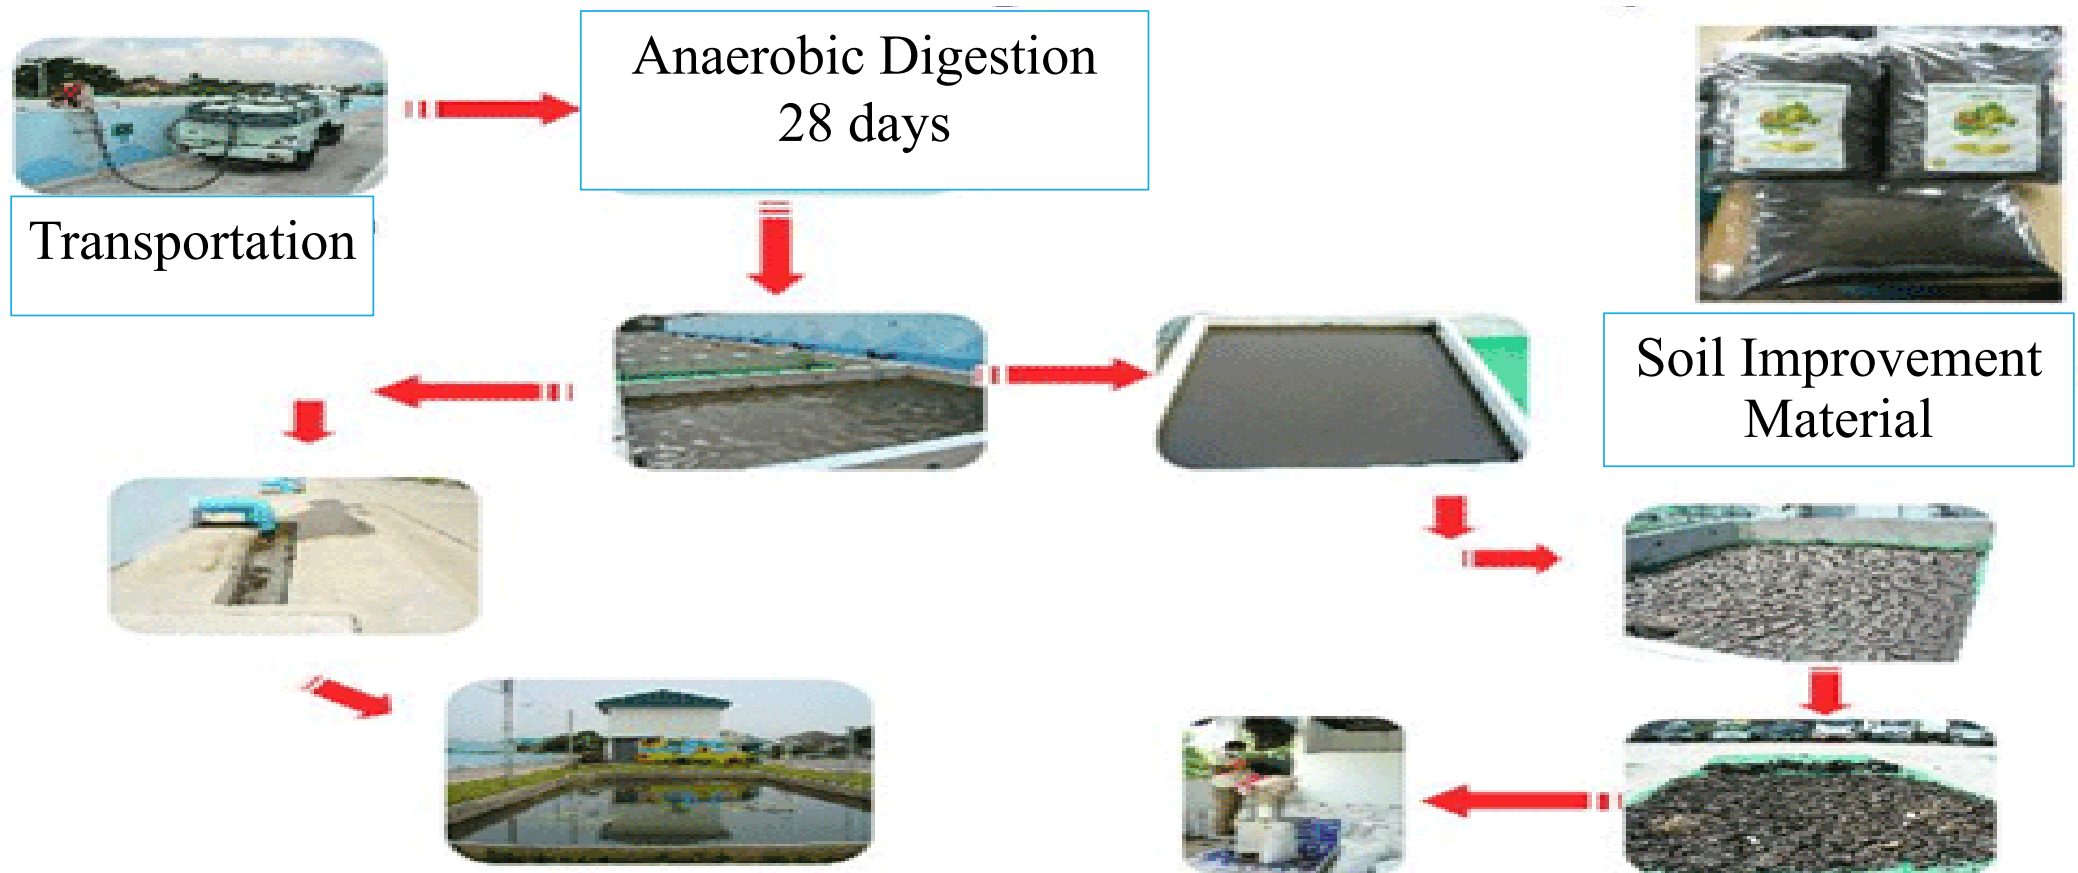 Anaerobic Digestion
28 days
Transportation
Soil Improvement
Material